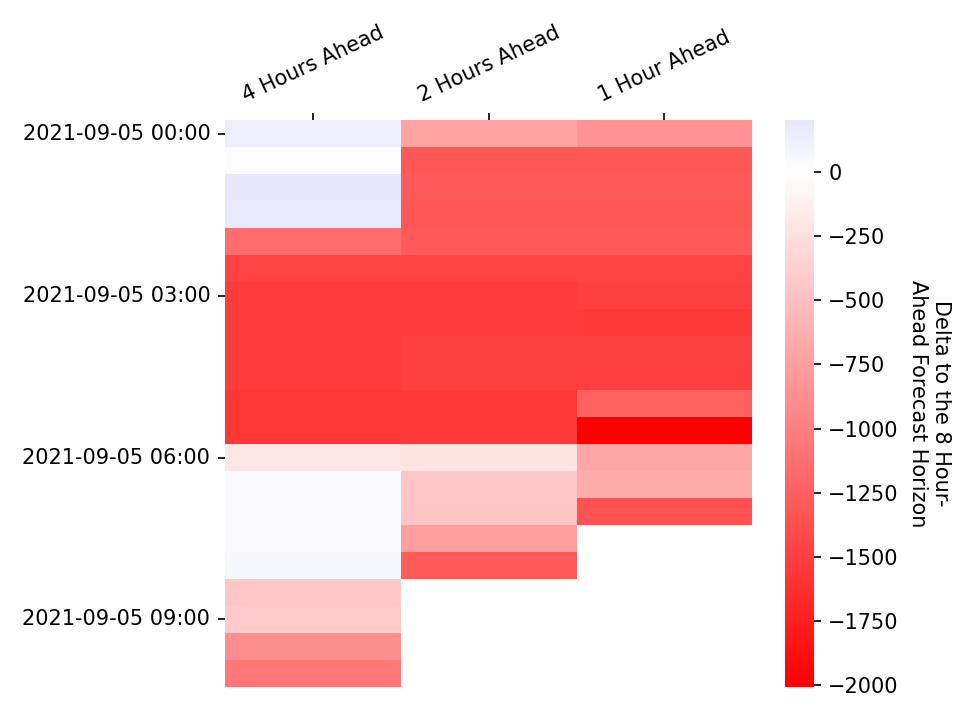 4 Hours Ahead
2 Hours Ahead
1 Hour Ahead
2021-09-05 00:00
2021-09-05 03:00
2021-09-05 06:00
2021-09-05 09:00
0
−250
−500
−750
−1000
−1250
−1500
−1750
−2000
Delta to the 8 Hour-
Ahead Forecast Horizon